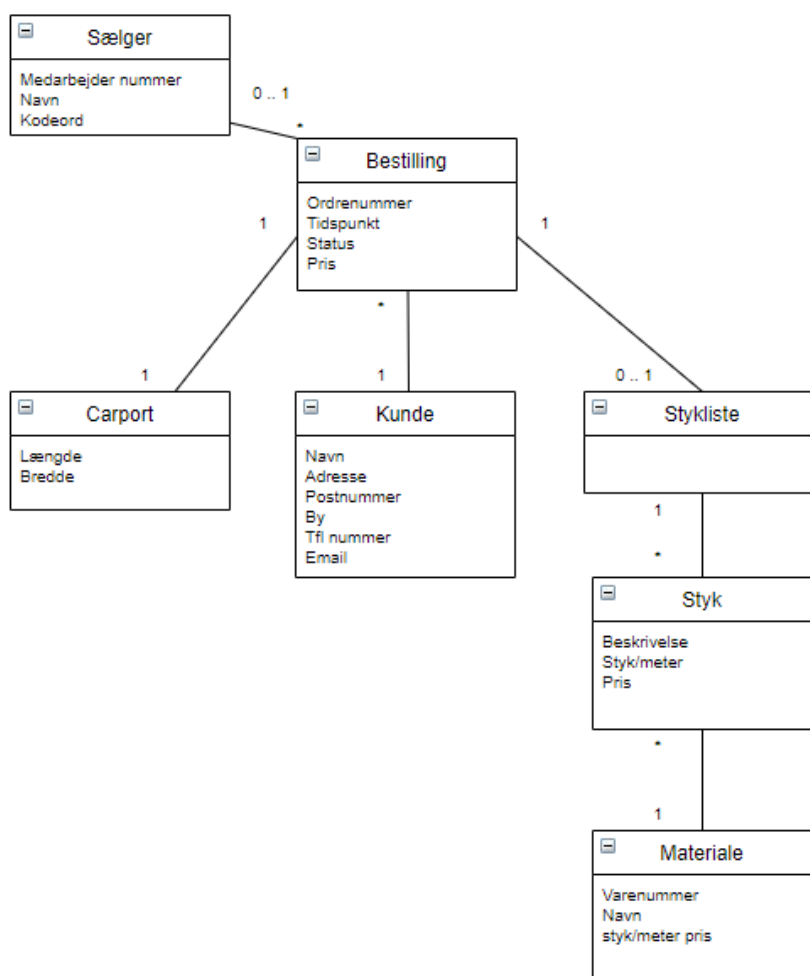 Sælger
Medarbejder nummer
Navn
Kodeord
0 .. 1
*
Bestilling
Ordrenummer
Tidspunkt
Status
Pris
1
1
*
1
1
0 .. 1
Carport
Længde
Bredde
Kunde
Navn
Adresse
Postnummer
By
Tfl nummer
Email
Stykliste
1
*
Styk
Beskrivelse
Styk/meter
Pris
*
1
Materiale
Varenummer
Navn
styk/meter pris